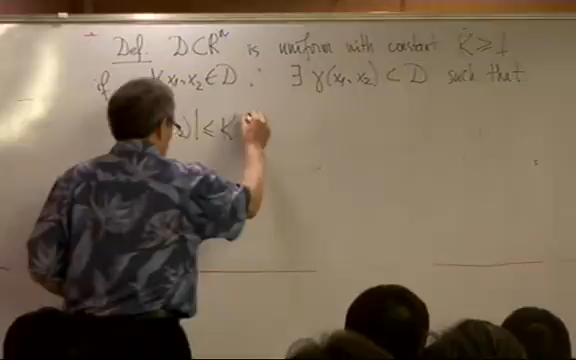 Def. D⊂R^n is uniform with constant K ≥ 1
if ∀ x₁, x₂ ∈ D ∃ γ(x₁, x₂) ⊂ D such that
)| ≤ K